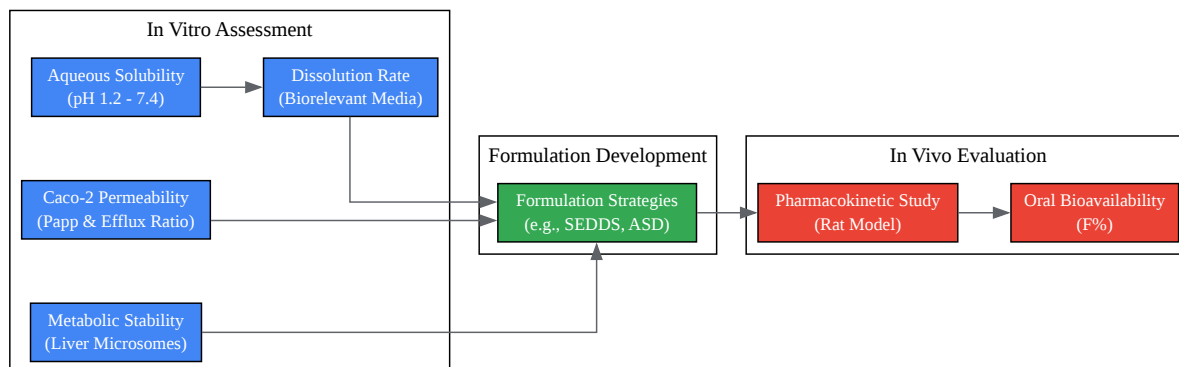 In Vitro Assessment
Aqueous Solubility
(pH 1.2 - 7.4)
Dissolution Rate
(Biorelevant Media)
Caco-2 Permeability
(Papp & Efflux Ratio)
Metabolic Stability
(Liver Microsomes)
Formulation Development
Formulation Strategies
(e.g., SEDDS, ASD)
In Vivo Evaluation
Pharmacokinetic Study
(Rat Model)
Oral Bioavailability
(F%)